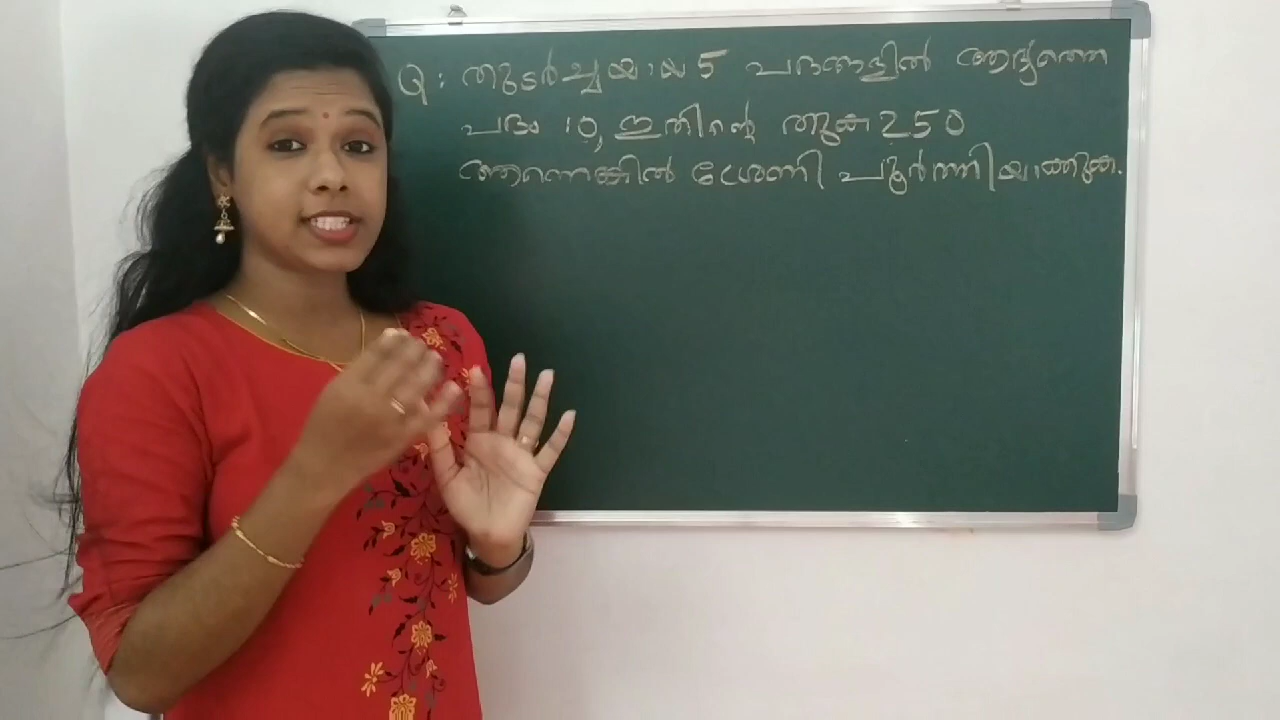 Q: തുടർച്ചയായ 5 പദങ്ങളിൽ ആദ്യത്തെ
പദം 10, ഇതിന്റെ തുക 250
ആണെങ്കിൽ ശ്രേണി പൂർത്തിയാക്കുക.